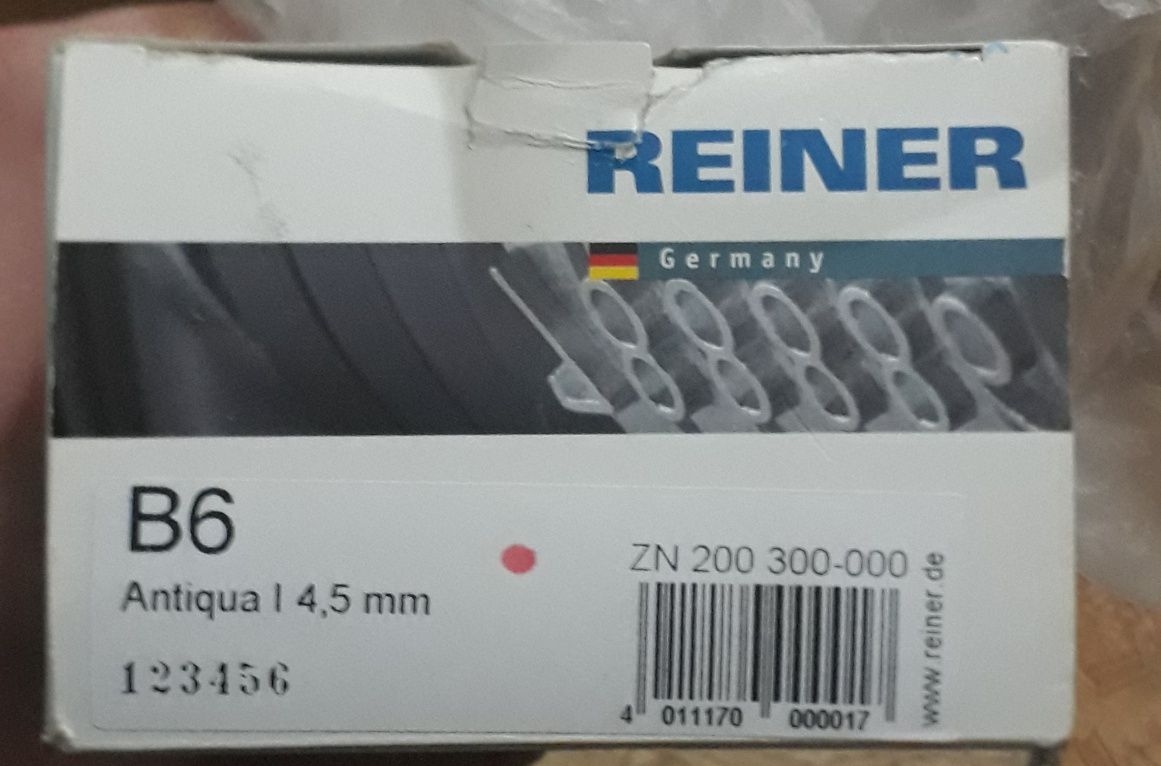 REINER
Germany
B6
Antiqua I 4,5 mm
123456
ZN 200 300-000
4 011170 000017
www.reiner.de